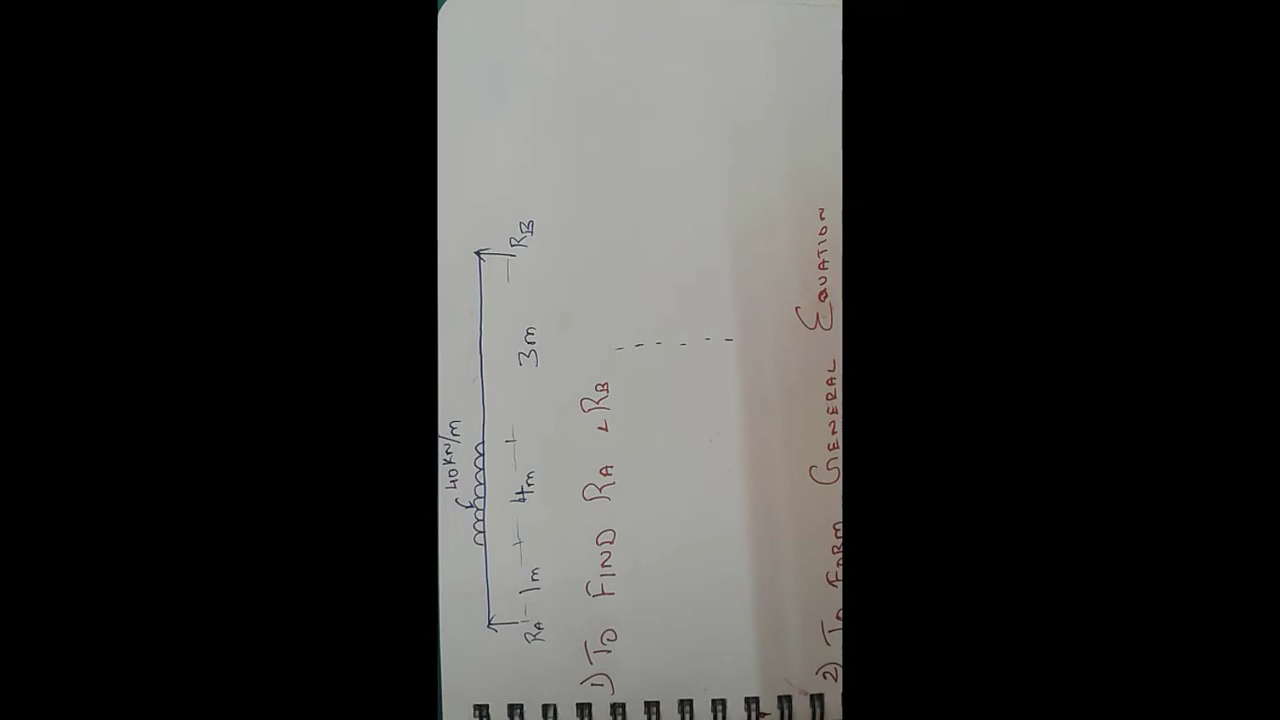 40KN/m
RA 1m 4m 3m RB
1) TO FIND RA & RB
2) TO FORM GENERAL EQUATION